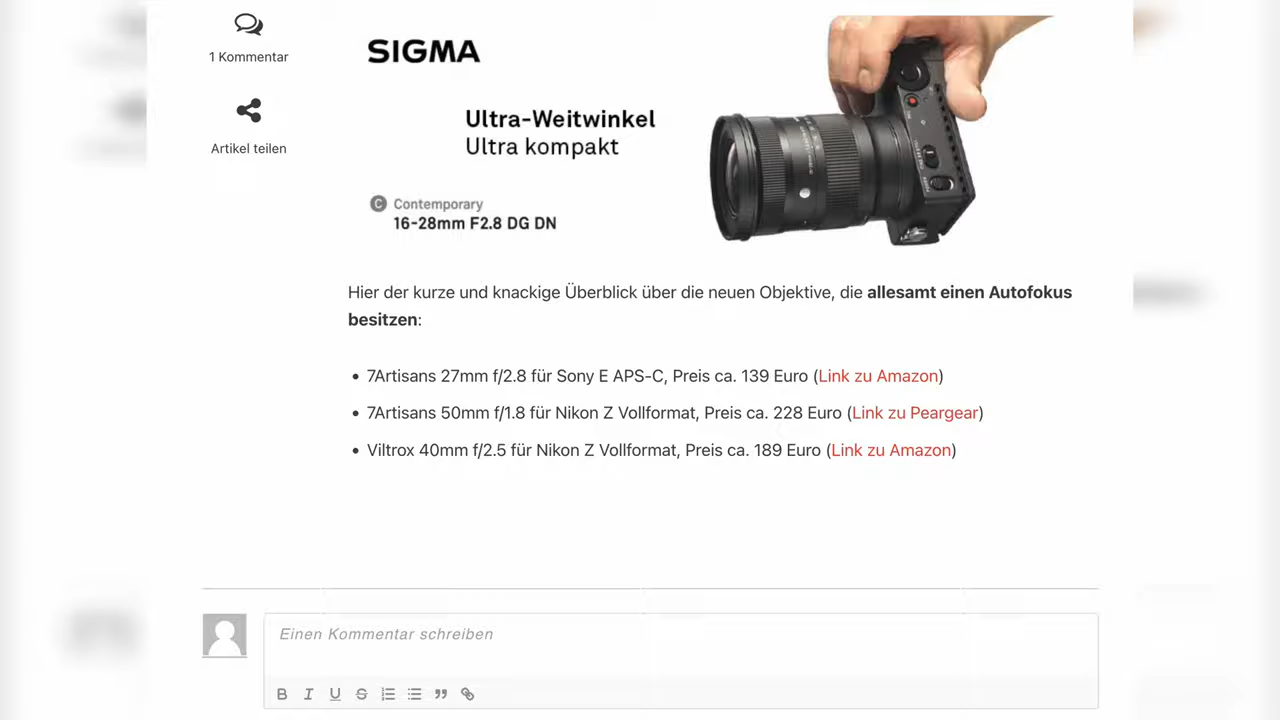 1 Kommentar
Artikel teilen
SIGMA
Ultra-Weitwinkel
Ultra kompakt
C Contemporary
16-28mm F2.8 DG DN
Hier der kurze und knackige Überblick über die neuen Objektive, die allesamt einen Autofokus
besitzen:
• 7Artisans 27mm f/2.8 für Sony E APS-C, Preis ca. 139 Euro (Link zu Amazon)
• 7Artisans 50mm f/1.8 für Nikon Z Vollformat, Preis ca. 228 Euro (Link zu Peargear)
• Viltrox 40mm f/2.5 für Nikon Z Vollformat, Preis ca. 189 Euro (Link zu Amazon)
Einen Kommentar schreiben
B I U S